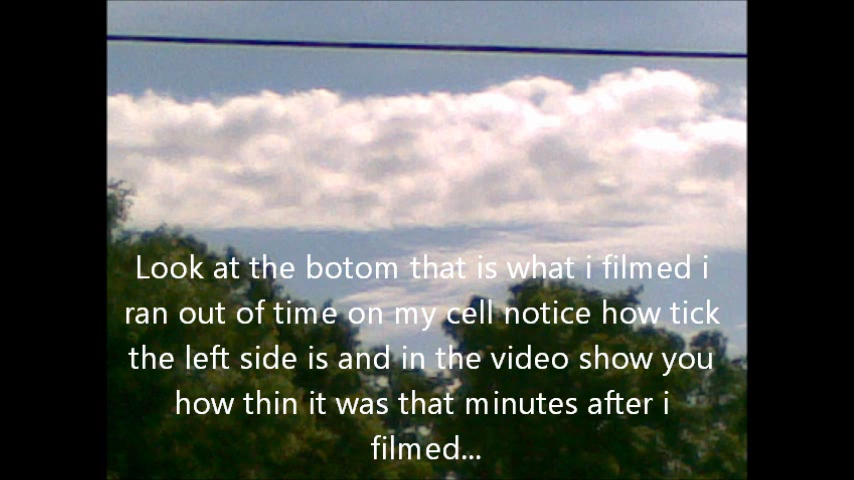 Look at the botom that is what i filmed i
ran out of time on my cell notice how tick
the left side is and in the video show you
how thin it was that minutes after i
filmed...